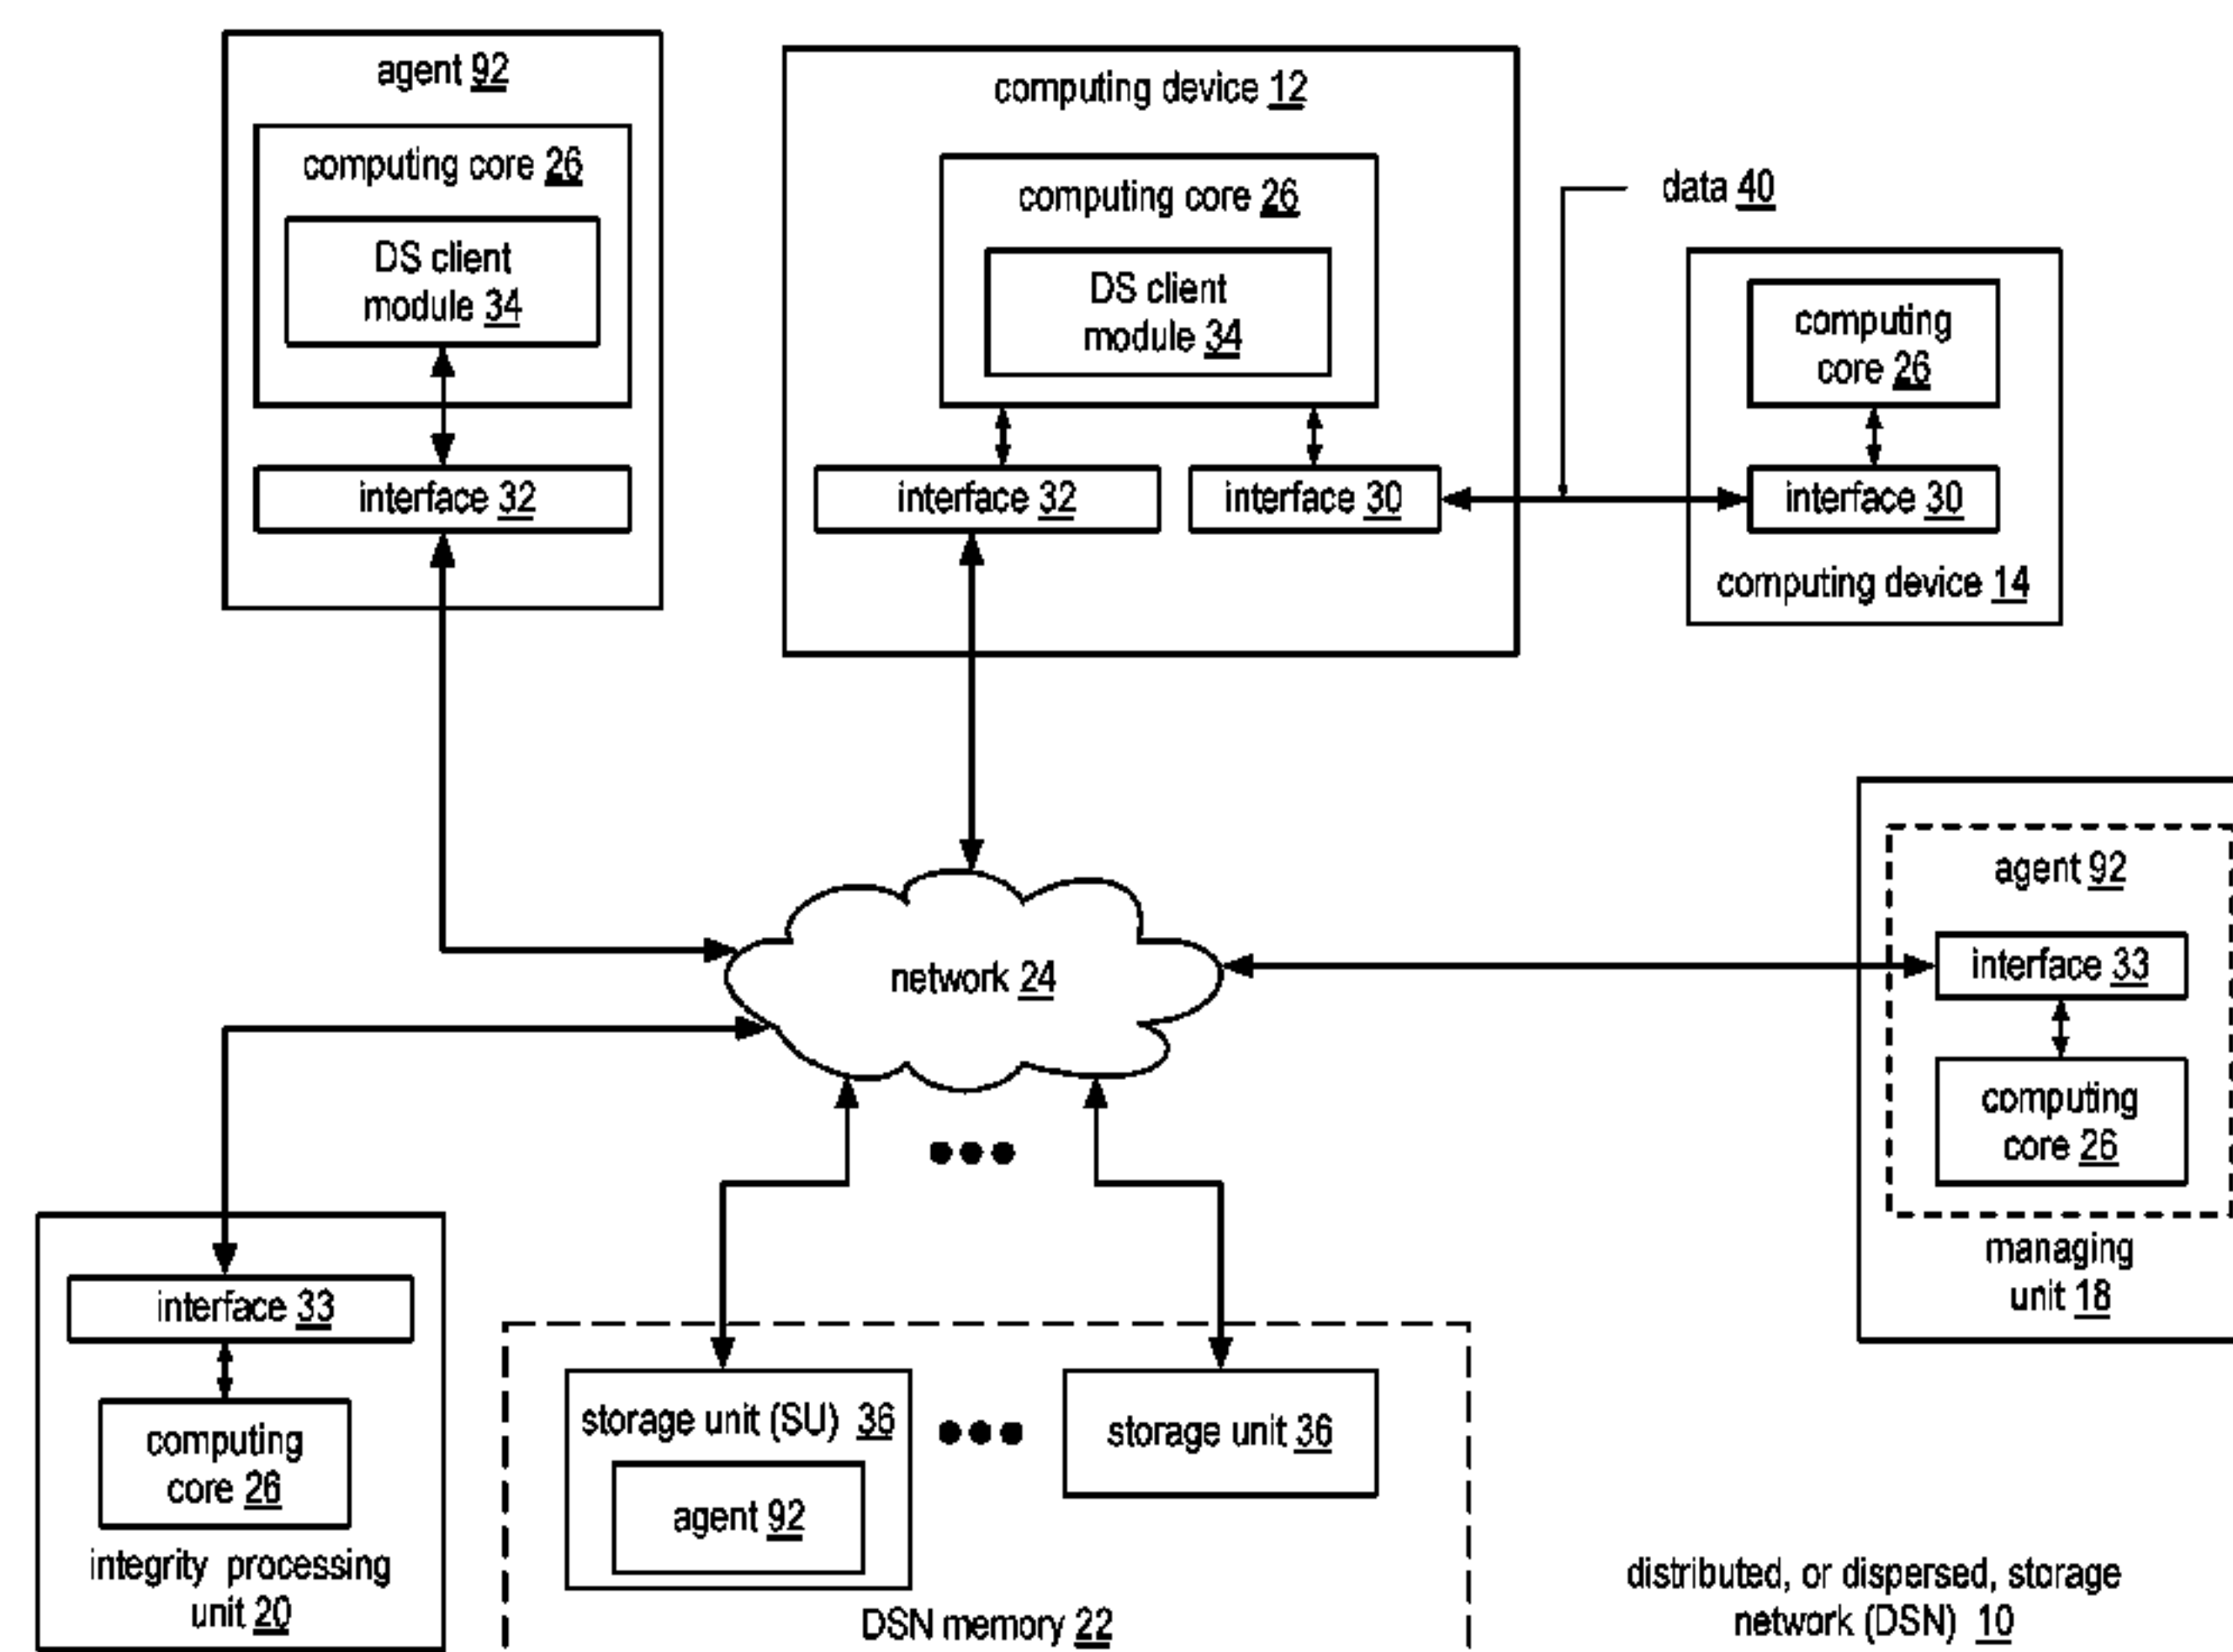 agent 92
computing core 26
DS client
module 34
interface 32
computing device 12
computing core 26
DS client
module 34
interface 32
interface 30
data 40
computing
core 26
interface 30
computing device 14
network 24
agent 92
interface 33
computing
core 26
managing
unit 18
interface 33
computing
core 26
integrity processing
unit 20
storage unit (SU) 36
agent 92
storage unit 36
DSN memory 22
distributed, or dispersed, storage
network (DSN) 10